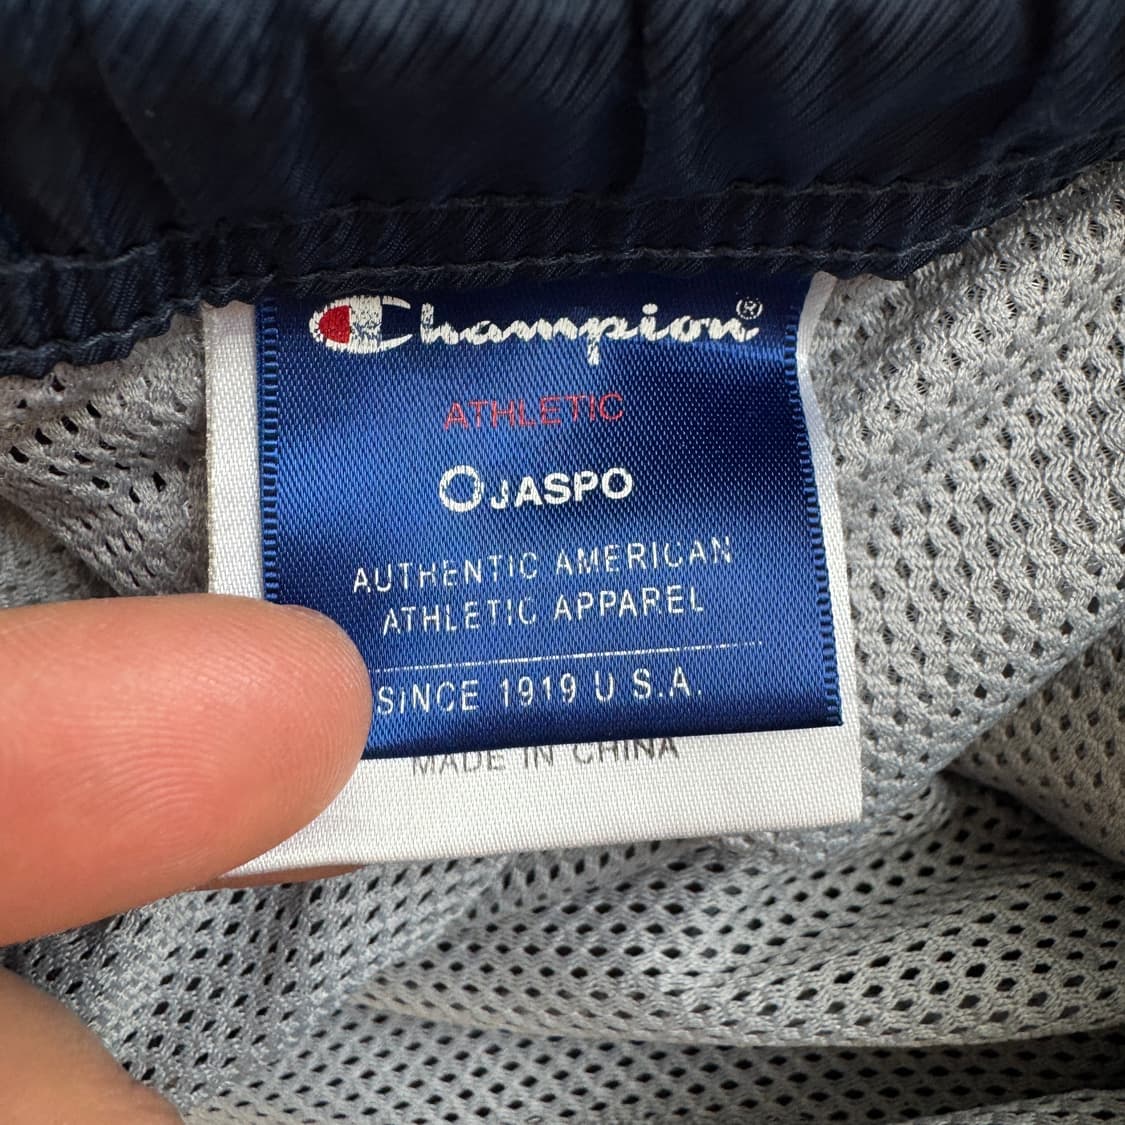 Champion®
ATHLETIC
O JASPO
AUTHENTIC AMERICAN
ATHLETIC APPAREL
SINCE 1919 U.S.A.
MADE IN CHINA